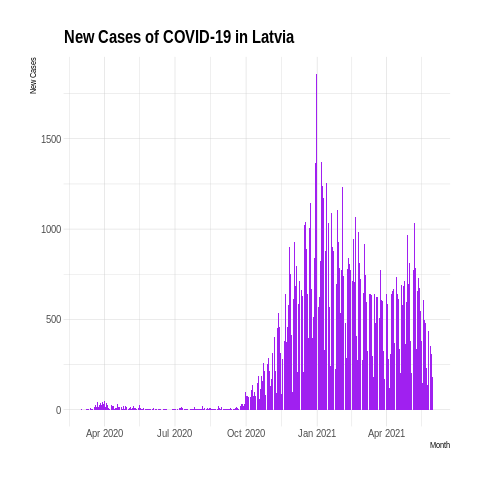 New Cases of COVID-19 in Latvia
New Cases
1500
1000
500
0
Apr 2020 Jul 2020 Oct 2020 Jan 2021 Apr 2021
Month